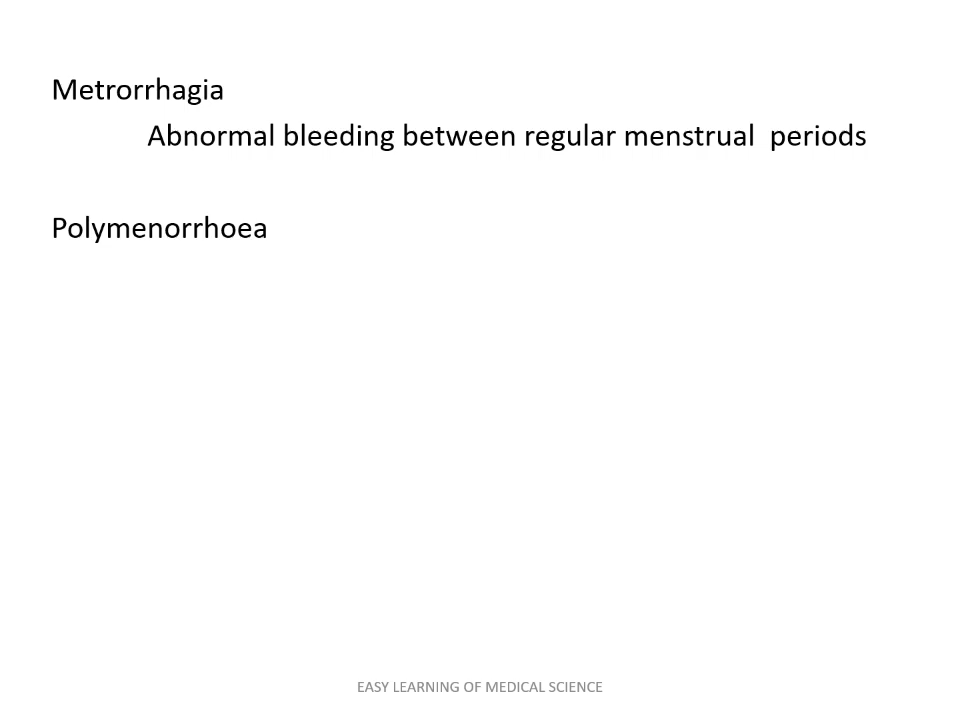 Metrorrhagia
Abnormal bleeding between regular menstrual  periods
Polymenorrhoea
EASY LEARNING OF MEDICAL SCIENCE